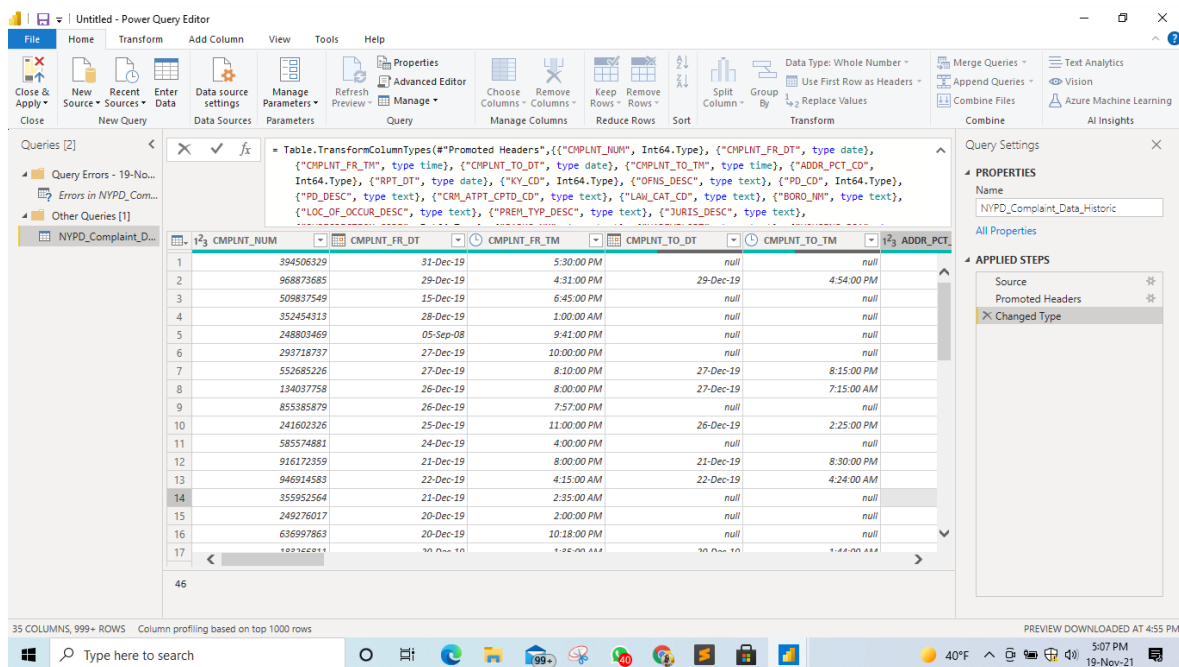 Untitled - Power Query Editor
File Home Transform Add Column View Tools Help
Close & Apply
New Source
Recent Sources
Enter Data
Data source settings
Manage Parameters
Refresh Preview
Properties
Advanced Editor
Manage
Choose Columns
Remove Columns
Keep Rows
Remove Rows
Split Column
Group By
Data Type: Whole Number
Use First Row as Headers
Replace Values
Merge Queries
Append Queries
Combine Files
Text Analytics
Vision
Azure Machine Learning
Close New Query Data Sources Parameters Query Manage Columns Reduce Rows Sort Transform Combine AI Insights
Queries [2]
Query Errors - 19-No...
Errors in NYPD_Com...
Other Queries [1]
NYPD_Complaint_D...
= Table.TransformColumnTypes(#"Promoted Headers",{{"CMPLNT_NUM", Int64.Type}, {"CMPLNT_FR_DT", type date},
{"CMPLNT_FR_TM", type time}, {"CMPLNT_TO_DT", type date}, {"CMPLNT_TO_TM", type time}, {"ADDR_PCT_CD",
Int64.Type}, {"RPT_DT", type date}, {"KY_CD", Int64.Type}, {"OFNS_DESC", type text}, {"PD_CD", Int64.Type},
{"PD_DESC", type text}, {"CRM_ATPT_CPTD_CD", type text}, {"LAW_CAT_CD", type text}, {"BORO_NM", type text},
{"LOC_OF_OCCUR_DESC", type text}, {"PREM_TYP_DESC", type text}, {"JURIS_DESC", type text},
CMPLNT_NUM CMPLNT_FR_DT CMPLNT_FR_TM CMPLNT_TO_DT CMPLNT_TO_TM ADDR_PCT_
1 394506329 31-Dec-19 5:30:00 PM null null
2 968873685 29-Dec-19 4:31:00 PM 29-Dec-19 4:54:00 PM
3 509837549 15-Dec-19 6:45:00 PM null null
4 352454313 28-Dec-19 1:00:00 AM null null
5 248803469 05-Sep-08 9:41:00 PM null null
6 293718737 27-Dec-19 10:00:00 PM null null
7 552685226 27-Dec-19 8:10:00 PM 27-Dec-19 8:15:00 PM
8 134037758 26-Dec-19 8:00:00 PM 27-Dec-19 7:15:00 AM
9 855385879 26-Dec-19 7:57:00 PM null null
10 241602326 25-Dec-19 11:00:00 PM 26-Dec-19 2:25:00 PM
11 585574881 24-Dec-19 4:00:00 PM null null
12 916172359 21-Dec-19 8:00:00 PM 21-Dec-19 8:30:00 PM
13 946914583 22-Dec-19 4:15:00 AM 22-Dec-19 4:24:00 AM
14 355952564 21-Dec-19 2:35:00 AM null null
15 249276017 20-Dec-19 2:00:00 PM null null
16 636997863 20-Dec-19 10:18:00 PM null null
17
46
Query Settings
PROPERTIES
Name
NYPD_Complaint_Data_Historic
All Properties
APPLIED STEPS
Source
Promoted Headers
Changed Type
35 COLUMNS, 999+ ROWS Column profiling based on top 1000 rows
PREVIEW DOWNLOADED AT 4:55 PM
Type here to search
99+
40
40°F
5:07 PM
19-Nov-21